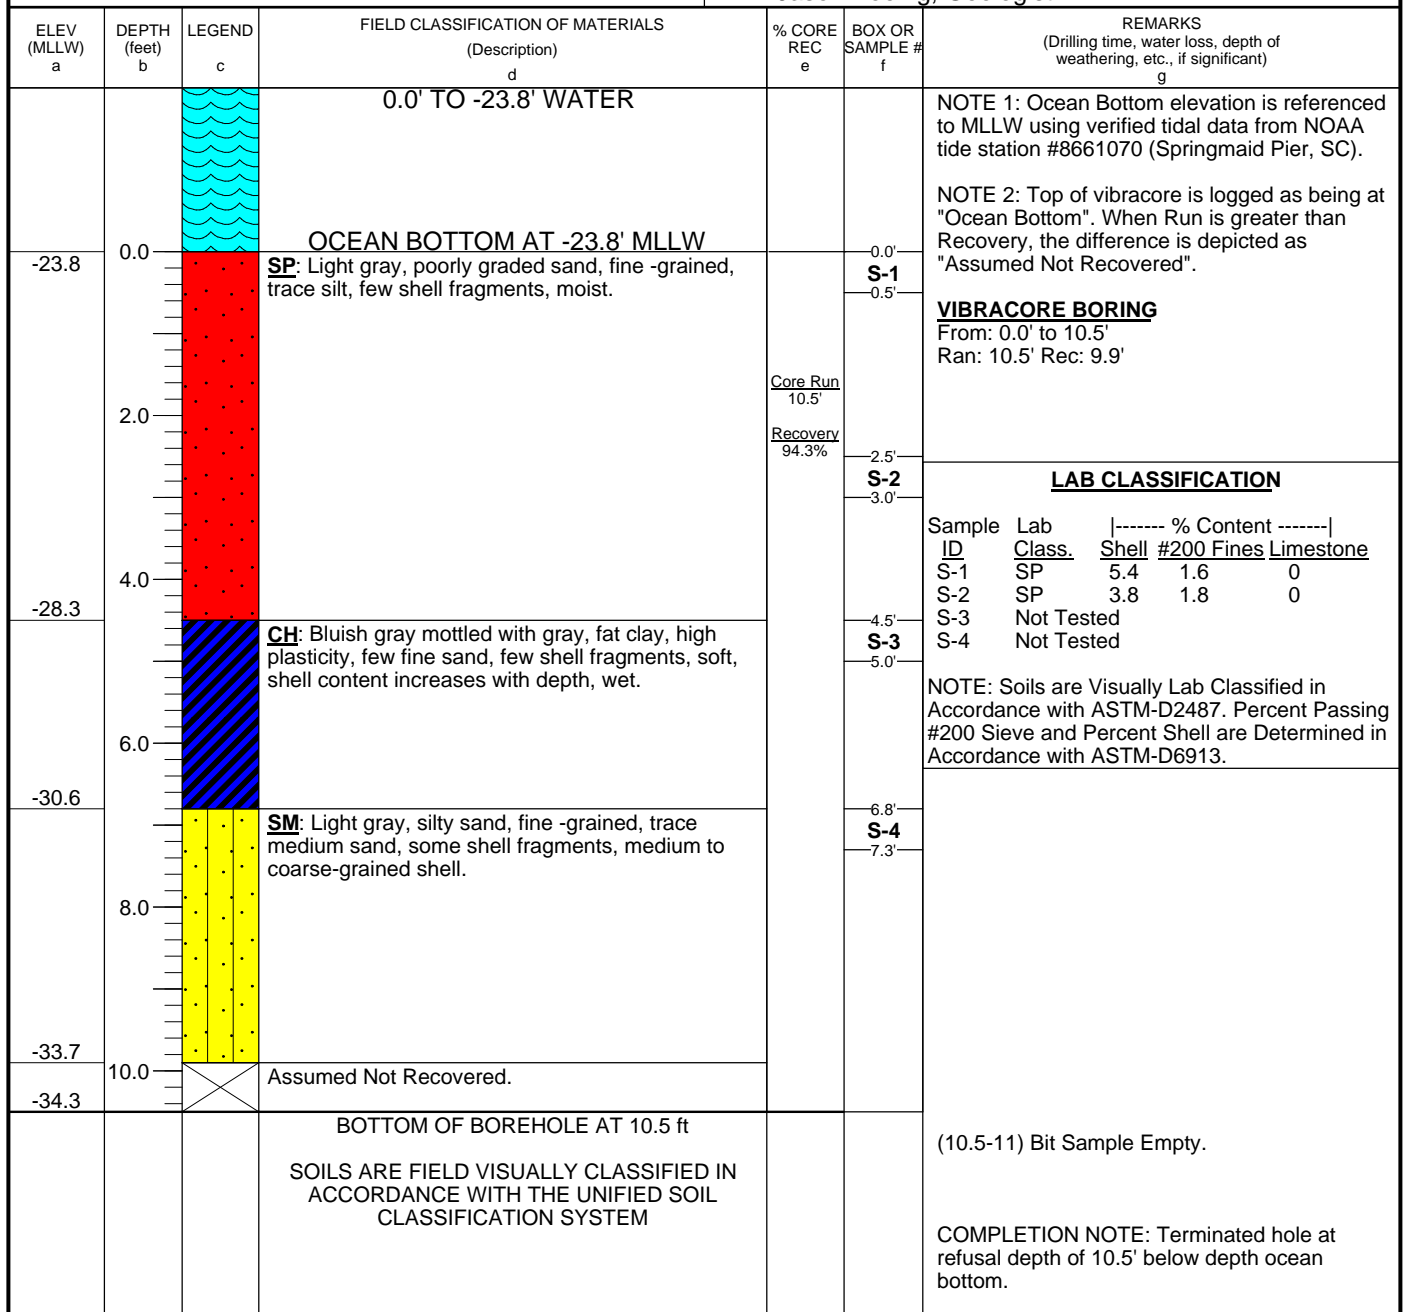 ELEV
(MLLW)
a
DEPTH
(feet)
b
LEGEND
c
FIELD CLASSIFICATION OF MATERIALS
(Description)
d
% CORE
REC
e
BOX OR
SAMPLE #
f
REMARKS
(Drilling time, water loss, depth of
weathering, etc., if significant)
g
0.0' TO -23.8' WATER
OCEAN BOTTOM AT -23.8' MLLW
-23.8
0.0
SP: Light gray, poorly graded sand, fine -grained,
trace silt, few shell fragments, moist.
2.0
4.0
-28.3
CH: Bluish gray mottled with gray, fat clay, high
plasticity, few fine sand, few shell fragments, soft,
shell content increases with depth, wet.
6.0
-30.6
SM: Light gray, silty sand, fine -grained, trace
medium sand, some shell fragments, medium to
coarse-grained shell.
8.0
-33.7
10.0
Assumed Not Recovered.
-34.3
BOTTOM OF BOREHOLE AT 10.5 ft
SOILS ARE FIELD VISUALLY CLASSIFIED IN
ACCORDANCE WITH THE UNIFIED SOIL
CLASSIFICATION SYSTEM
Core Run
10.5'
Recovery
94.3%
0.0'
S-1
0.5'
2.5'
S-2
3.0'
4.5'
S-3
5.0'
6.8'
S-4
7.3'
NOTE 1: Ocean Bottom elevation is referenced
to MLLW using verified tidal data from NOAA
tide station #8661070 (Springmaid Pier, SC).
NOTE 2: Top of vibracore is logged as being at
"Ocean Bottom". When Run is greater than
Recovery, the difference is depicted as
"Assumed Not Recovered".
VIBRACORE BORING
From: 0.0' to 10.5'
Ran: 10.5' Rec: 9.9'
LAB CLASSIFICATION
Sample Lab |------- % Content -------|
ID Class. Shell #200 Fines Limestone
S-1 SP 5.4 1.6 0
S-2 SP 3.8 1.8 0
S-3 Not Tested
S-4 Not Tested
NOTE: Soils are Visually Lab Classified in
Accordance with ASTM-D2487. Percent Passing
#200 Sieve and Percent Shell are Determined in
Accordance with ASTM-D6913.
(10.5-11) Bit Sample Empty.
COMPLETION NOTE: Terminated hole at
refusal depth of 10.5' below depth ocean
bottom.